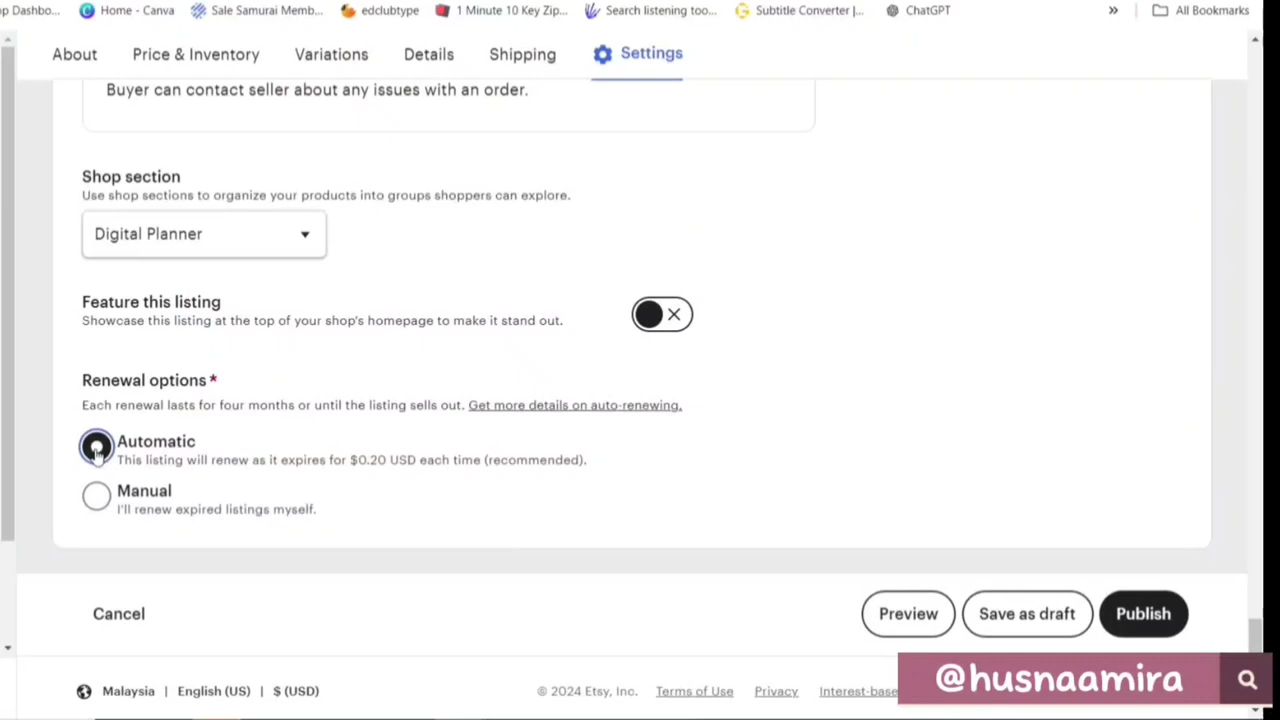 p Dashbo...
Home - Canva
Sale Samurai Memb...
edclubtype
1 Minute 10 Key Zip...
Search listening too...
Subtitle Converter |...
ChatGPT
»
All Bookmarks
About
Price & Inventory
Variations
Details
Shipping
Settings
Buyer can contact seller about any issues with an order.
Shop section
Use shop sections to organize your products into groups shoppers can explore.
Digital Planner
Feature this listing
Showcase this listing at the top of your shop's homepage to make it stand out.
Renewal options *
Each renewal lasts for four months or until the listing sells out. Get more details on auto-renewing.
Automatic
This listing will renew as it expires for $0.20 USD each time (recommended).
Manual
I'll renew expired listings myself.
Cancel
Preview
Save as draft
Publish
Malaysia | English (US) | $ (USD)
© 2024 Etsy, Inc.
Terms of Use
Privacy
Interest-base
@husnaamira